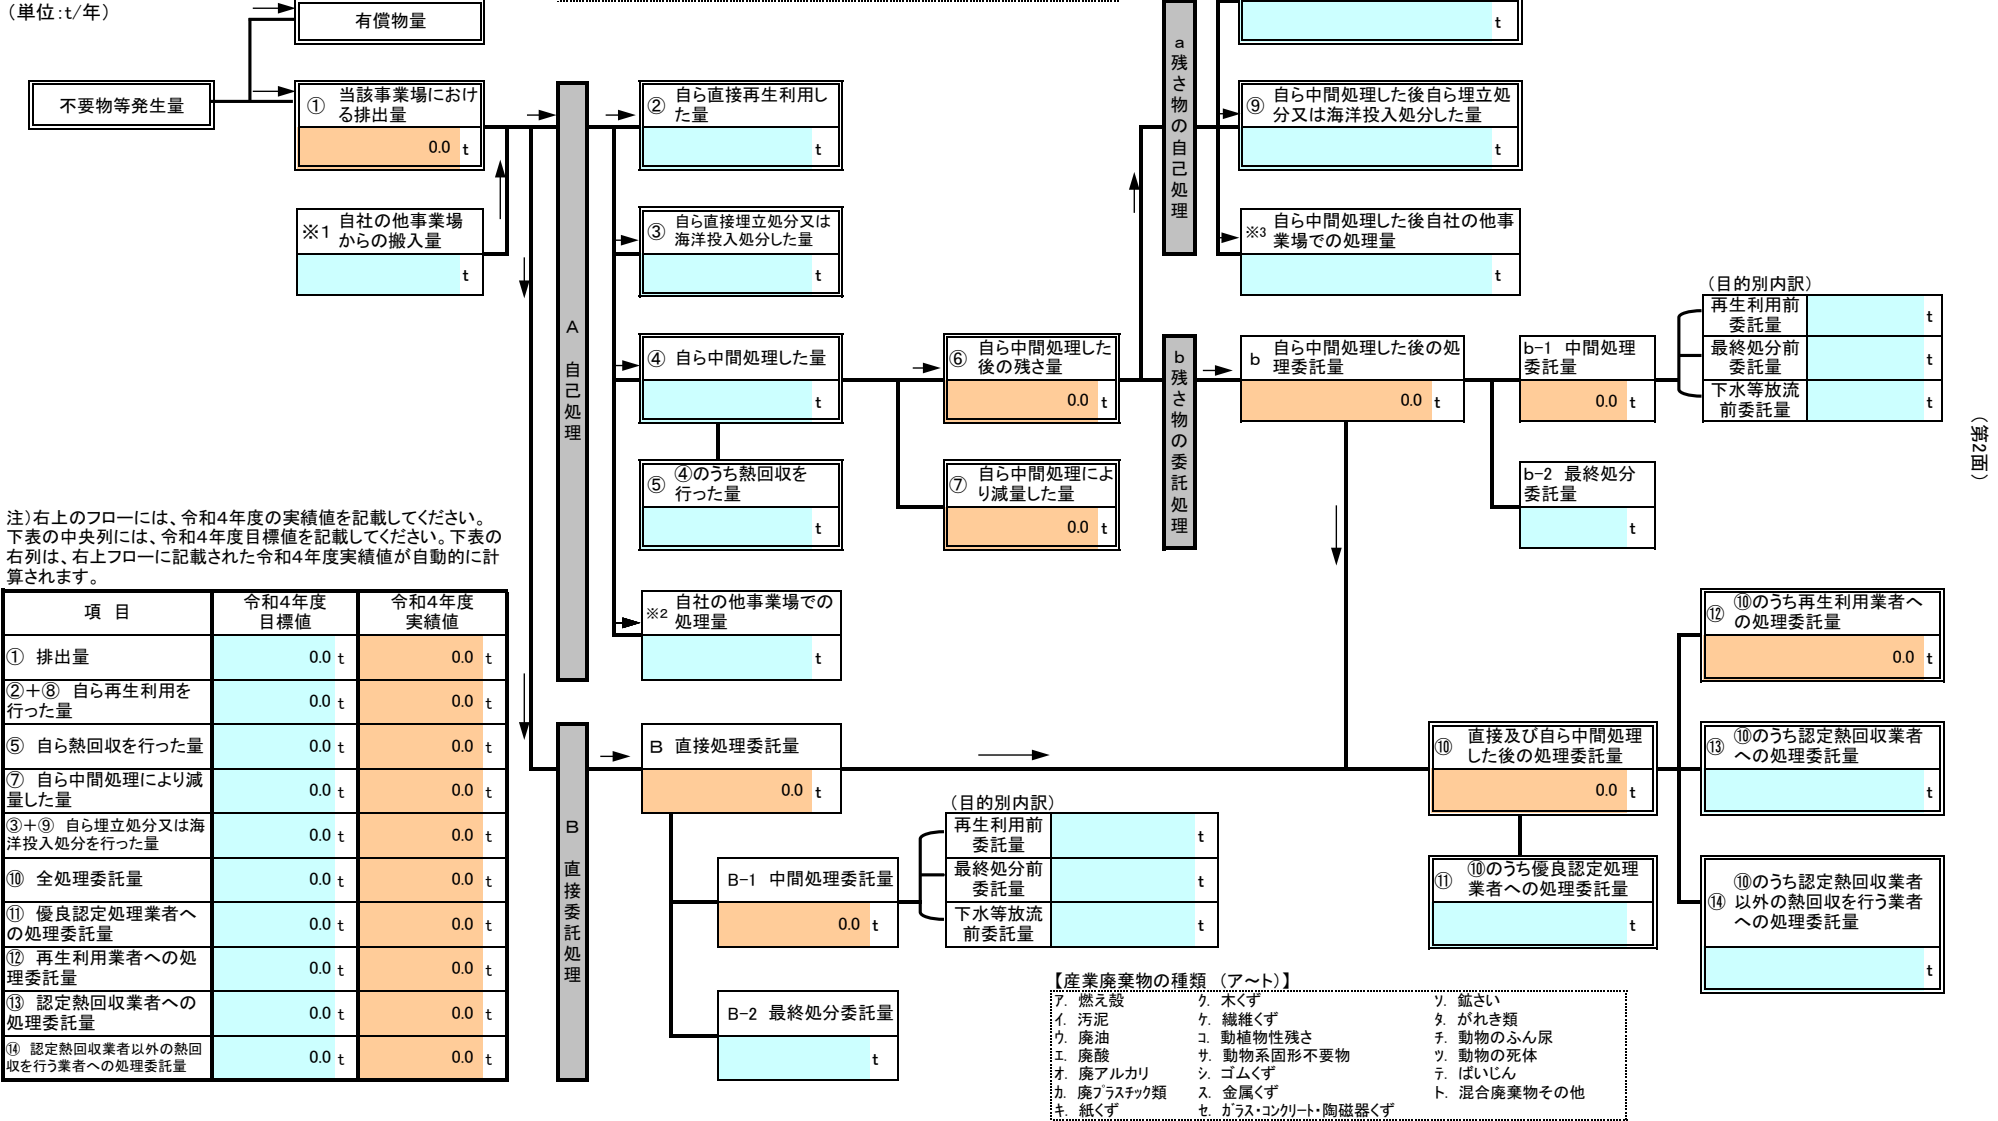 （単位：t/年）
有償物量
t
不要物等発生量
① 当該事業場におけ
る排出量
0.0 t
※1 自社の他事業場
からの搬入量
t
A 自己処理
② 自ら直接再生利用し
た量
t
③ 自ら直接埋立処分又は
海洋投入処分した量
t
④ 自ら中間処理した量
t
⑤ ④のうち熱回収を
行った量
t
※2 自社の他事業場での
処理量
t
⑥ 自ら中間処理した
後の残さ量
0.0 t
⑦ 自ら中間処理によ
り減量した量
0.0 t
a 残さ物の自己処理
⑨ 自ら中間処理した後自ら埋立処
分又は海洋投入処分した量
t
※3 自ら中間処理した後自社の他事
業場での処理量
t
b 残さ物の委託処理
b 自ら中間処理した後の処
理委託量
0.0 t
b-1 中間処理
委託量
0.0 t
b-2 最終処分
委託量
t
（目的別内訳）
再生利用前
委託量
t
最終処分前
委託量
t
下水等放流
前委託量
t
（第2面）
注）右上のフローには、令和4年度の実績値を記載してください。
下表の中央列には、令和4年度目標値を記載してください。下表の
右列は、右上フローに記載された令和4年度実績値が自動的に計
算されます。
項 目
令和4年度
目標値
令和4年度
実績値
① 排出量
0.0 t
0.0 t
②＋⑧ 自ら再生利用を
行った量
0.0 t
0.0 t
⑤ 自ら熱回収を行った量
0.0 t
0.0 t
⑦ 自ら中間処理により減
量した量
0.0 t
0.0 t
③＋⑨ 自ら埋立処分又は海
洋投入処分を行った量
0.0 t
0.0 t
⑩ 全処理委託量
0.0 t
0.0 t
⑪ 優良認定処理業者へ
の処理委託量
0.0 t
0.0 t
⑫ 再生利用業者への処
理委託量
0.0 t
0.0 t
⑬ 認定熱回収業者への
処理委託量
0.0 t
0.0 t
⑭ 認定熱回収業者以外の熱回
収を行う業者への処理委託量
0.0 t
0.0 t
B 直接委託処理
B 直接処理委託量
0.0 t
B-1 中間処理委託量
0.0 t
B-2 最終処分委託量
t
（目的別内訳）
再生利用前
委託量
t
最終処分前
委託量
t
下水等放流
前委託量
t
⑩ 直接及び自ら中間処理
した後の処理委託量
0.0 t
⑪ ⑩のうち優良認定処理
業者への処理委託量
t
⑫ ⑩のうち再生利用業者へ
の処理委託量
0.0 t
⑬ ⑩のうち認定熱回収業者
への処理委託量
t
⑭ ⑩のうち認定熱回収業者
以外の熱回収を行う業者
への処理委託量
t
【産業廃棄物の種類 （ア～ト）】
ｱ. 燃え殻
ｲ. 汚泥
ｳ. 廃油
ｴ. 廃酸
ｵ. 廃アルカリ
ｶ. 廃ﾌﾟﾗｽﾁｯｸ類
ｷ. 紙くず
ｸ. 木くず
ｹ. 繊維くず
ｺ. 動植物性残さ
ｻ. 動物系固形不要物
ｼ. ゴムくず
ｽ. 金属くず
ｾ. ｶﾞﾗｽ・ｺﾝｸﾘｰﾄ・陶磁器くず
ｿ. 鉱さい
ﾀ. がれき類
ﾁ. 動物のふん尿
ﾂ. 動物の死体
ﾃ. ばいじん
ﾄ. 混合廃棄物その他